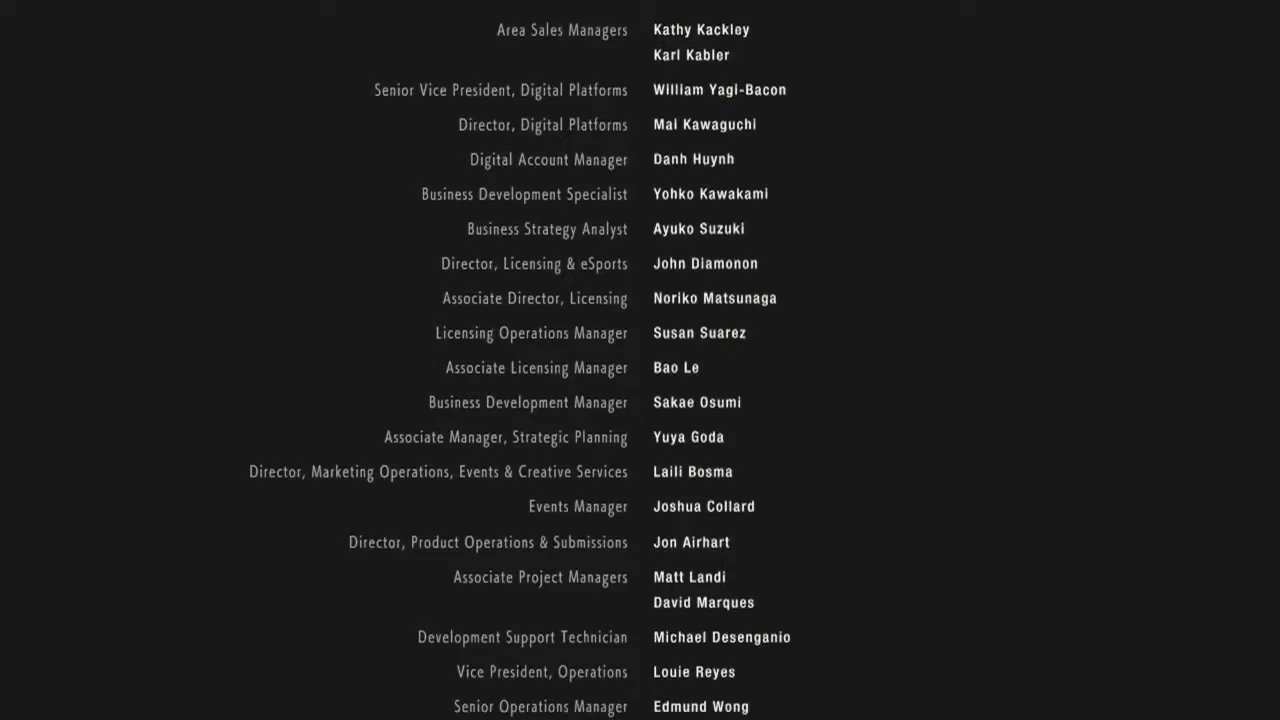 Area Sales Managers Kathy Kackley
Karl Kabler
Senior Vice President, Digital Platforms William Yagi-Bacon
Director, Digital Platforms Mai Kawaguchi
Digital Account Manager Danh Huynh
Business Development Specialist Yohko Kawakami
Business Strategy Analyst Ayuko Suzuki
Director, Licensing & eSports John Diamonon
Associate Director, Licensing Noriko Matsunaga
Licensing Operations Manager Susan Suarez
Associate Licensing Manager Bao Le
Business Development Manager Sakae Osumi
Associate Manager, Strategic Planning Yuya Goda
Director, Marketing Operations, Events & Creative Services Laili Bosma
Events Manager Joshua Collard
Director, Product Operations & Submissions Jon Airhart
Associate Project Managers Matt Landi
David Marques
Development Support Technician Michael Desenganio
Vice President, Operations Louie Reyes
Senior Operations Manager Edmund Wong